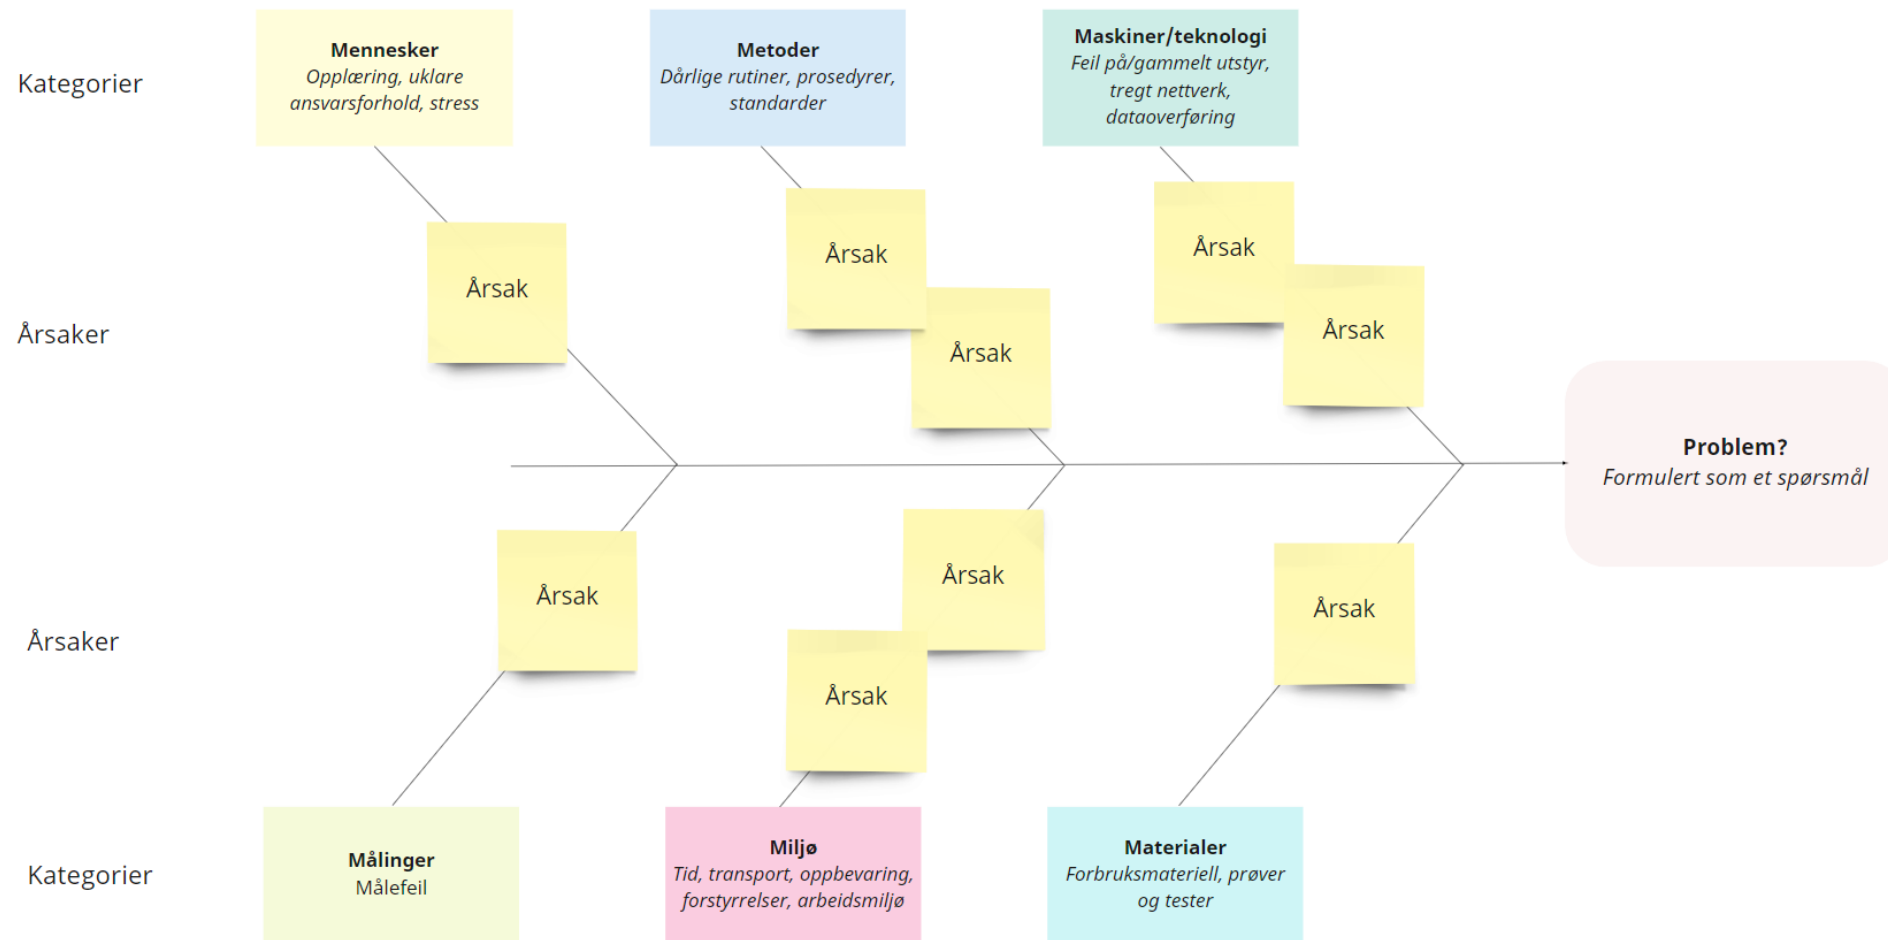 Kategorier
Mennesker
Opplæring, uklare
ansvarsforhold, stress
Metoder
Dårlige rutiner, prosedyrer,
standarder
Maskiner/teknologi
Feil på/gammelt utstyr,
tregt nettverk,
dataoverføring
Årsaker
Årsak
Årsak
Årsak
Årsak
Årsak
Problem?
Formulert som et spørsmål
Årsaker
Årsak
Årsak
Årsak
Årsak
Kategorier
Målinger
Målefeil
Miljø
Tid, transport, oppbevaring,
forstyrrelser, arbeidsmiljø
Materialer
Forbruksmateriell, prøver
og tester